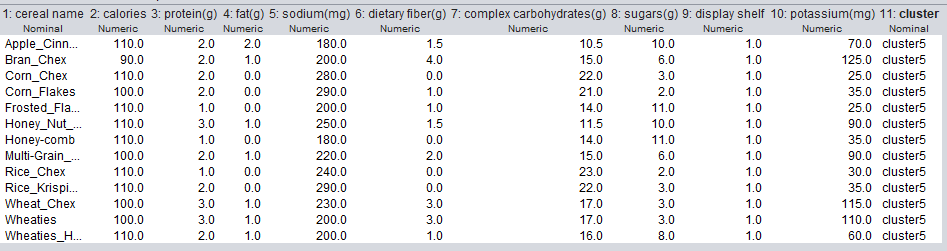 1: cereal name 2: calories 3: protein(g) 4: fat(g) 5: sodium(mg) 6: dietary fiber(g) 7: complex carbohydrates(g) 8: sugars(g) 9: display shelf 10: potassium(mg) 11: cluster
Nominal Numeric Numeric Numeric Numeric Numeric Numeric Numeric Numeric Numeric Nominal
Apple_Cinn... 110.0 2.0 2.0 180.0 1.5 10.5 10.0 1.0 70.0 cluster5
Bran_Chex 90.0 2.0 1.0 200.0 4.0 15.0 6.0 1.0 125.0 cluster5
Corn_Chex 110.0 2.0 0.0 280.0 0.0 22.0 3.0 1.0 25.0 cluster5
Corn_Flakes 100.0 2.0 0.0 290.0 1.0 21.0 2.0 1.0 35.0 cluster5
Frosted_Fla... 110.0 1.0 0.0 200.0 1.0 14.0 11.0 1.0 25.0 cluster5
Honey_Nut_... 110.0 3.0 1.0 250.0 1.5 11.5 10.0 1.0 90.0 cluster5
Honey-comb 110.0 1.0 0.0 180.0 0.0 14.0 11.0 1.0 35.0 cluster5
Multi-Grain_... 100.0 2.0 1.0 220.0 2.0 15.0 6.0 1.0 90.0 cluster5
Rice_Chex 110.0 1.0 0.0 240.0 0.0 23.0 2.0 1.0 30.0 cluster5
Rice_Krispi... 110.0 2.0 0.0 290.0 0.0 22.0 3.0 1.0 35.0 cluster5
Wheat_Chex 100.0 3.0 1.0 230.0 3.0 17.0 3.0 1.0 115.0 cluster5
Wheaties 100.0 3.0 1.0 200.0 3.0 17.0 3.0 1.0 110.0 cluster5
Wheaties_H... 110.0 2.0 1.0 200.0 1.0 16.0 8.0 1.0 60.0 cluster5